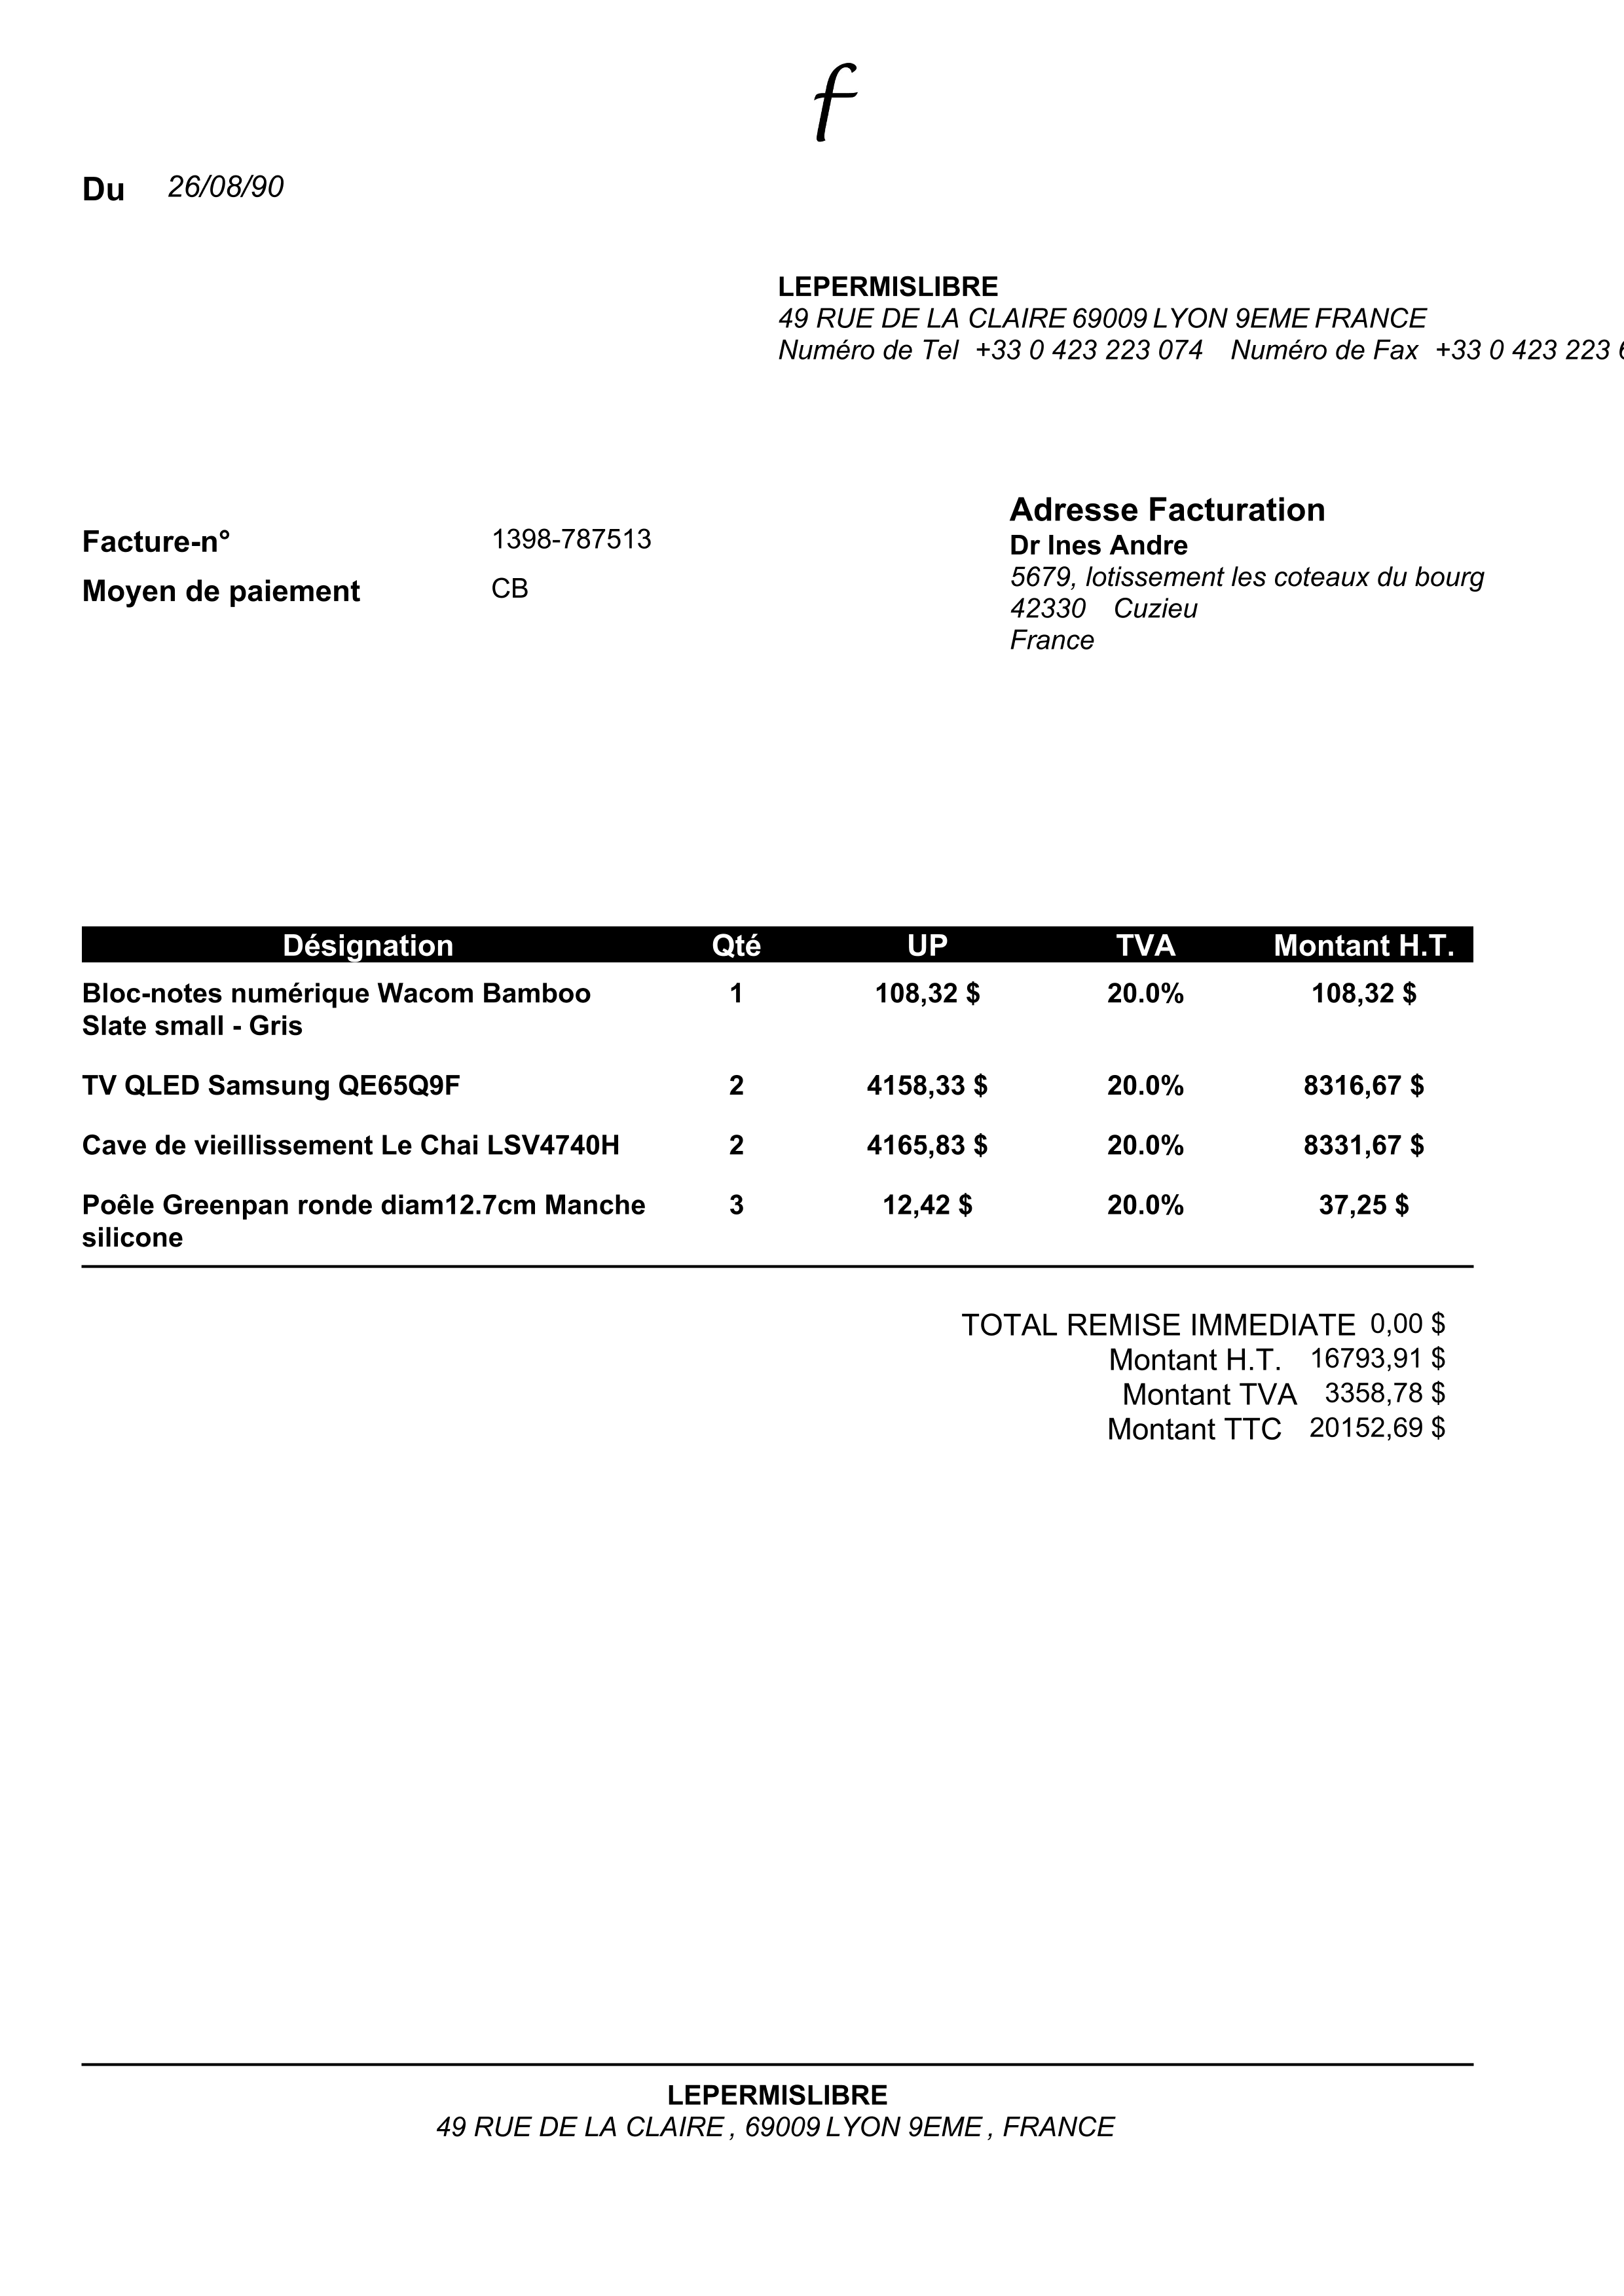 f
Du 26/08/90
LEPERMISLIBRE
49 RUE DE LA CLAIRE 69009 LYON 9EME FRANCE
Numéro de Tel +33 0 423 223 074 Numéro de Fax +33 0 423 223
Adresse Facturation
Facture-n° 1398-787513
Dr Ines Andre
Moyen de paiement CB
5679, lotissement les coteaux du bourg
42330 Cuzieu
France
Désignation Qté UP TVA Montant H.T.
Bloc-notes numérique Wacom Bamboo 1 108,32 $ 20.0% 108,32 $
Slate small - Gris
TV QLED Samsung QE65Q9F 2 4158,33 $ 20.0% 8316,67 $
Cave de vieillissement Le Chai LSV4740H 2 4165,83 $ 20.0% 8331,67 $
Poêle Greenpan ronde diam12.7cm Manche 3 12,42 $ 20.0% 37,25 $
silicone
TOTAL REMISE IMMEDIATE 0,00 $
Montant H.T. 16793,91 $
Montant TVA 3358,78 $
Montant TTC 20152,69 $
LEPERMISLIBRE
49 RUE DE LA CLAIRE , 69009 LYON 9EME , FRANCE